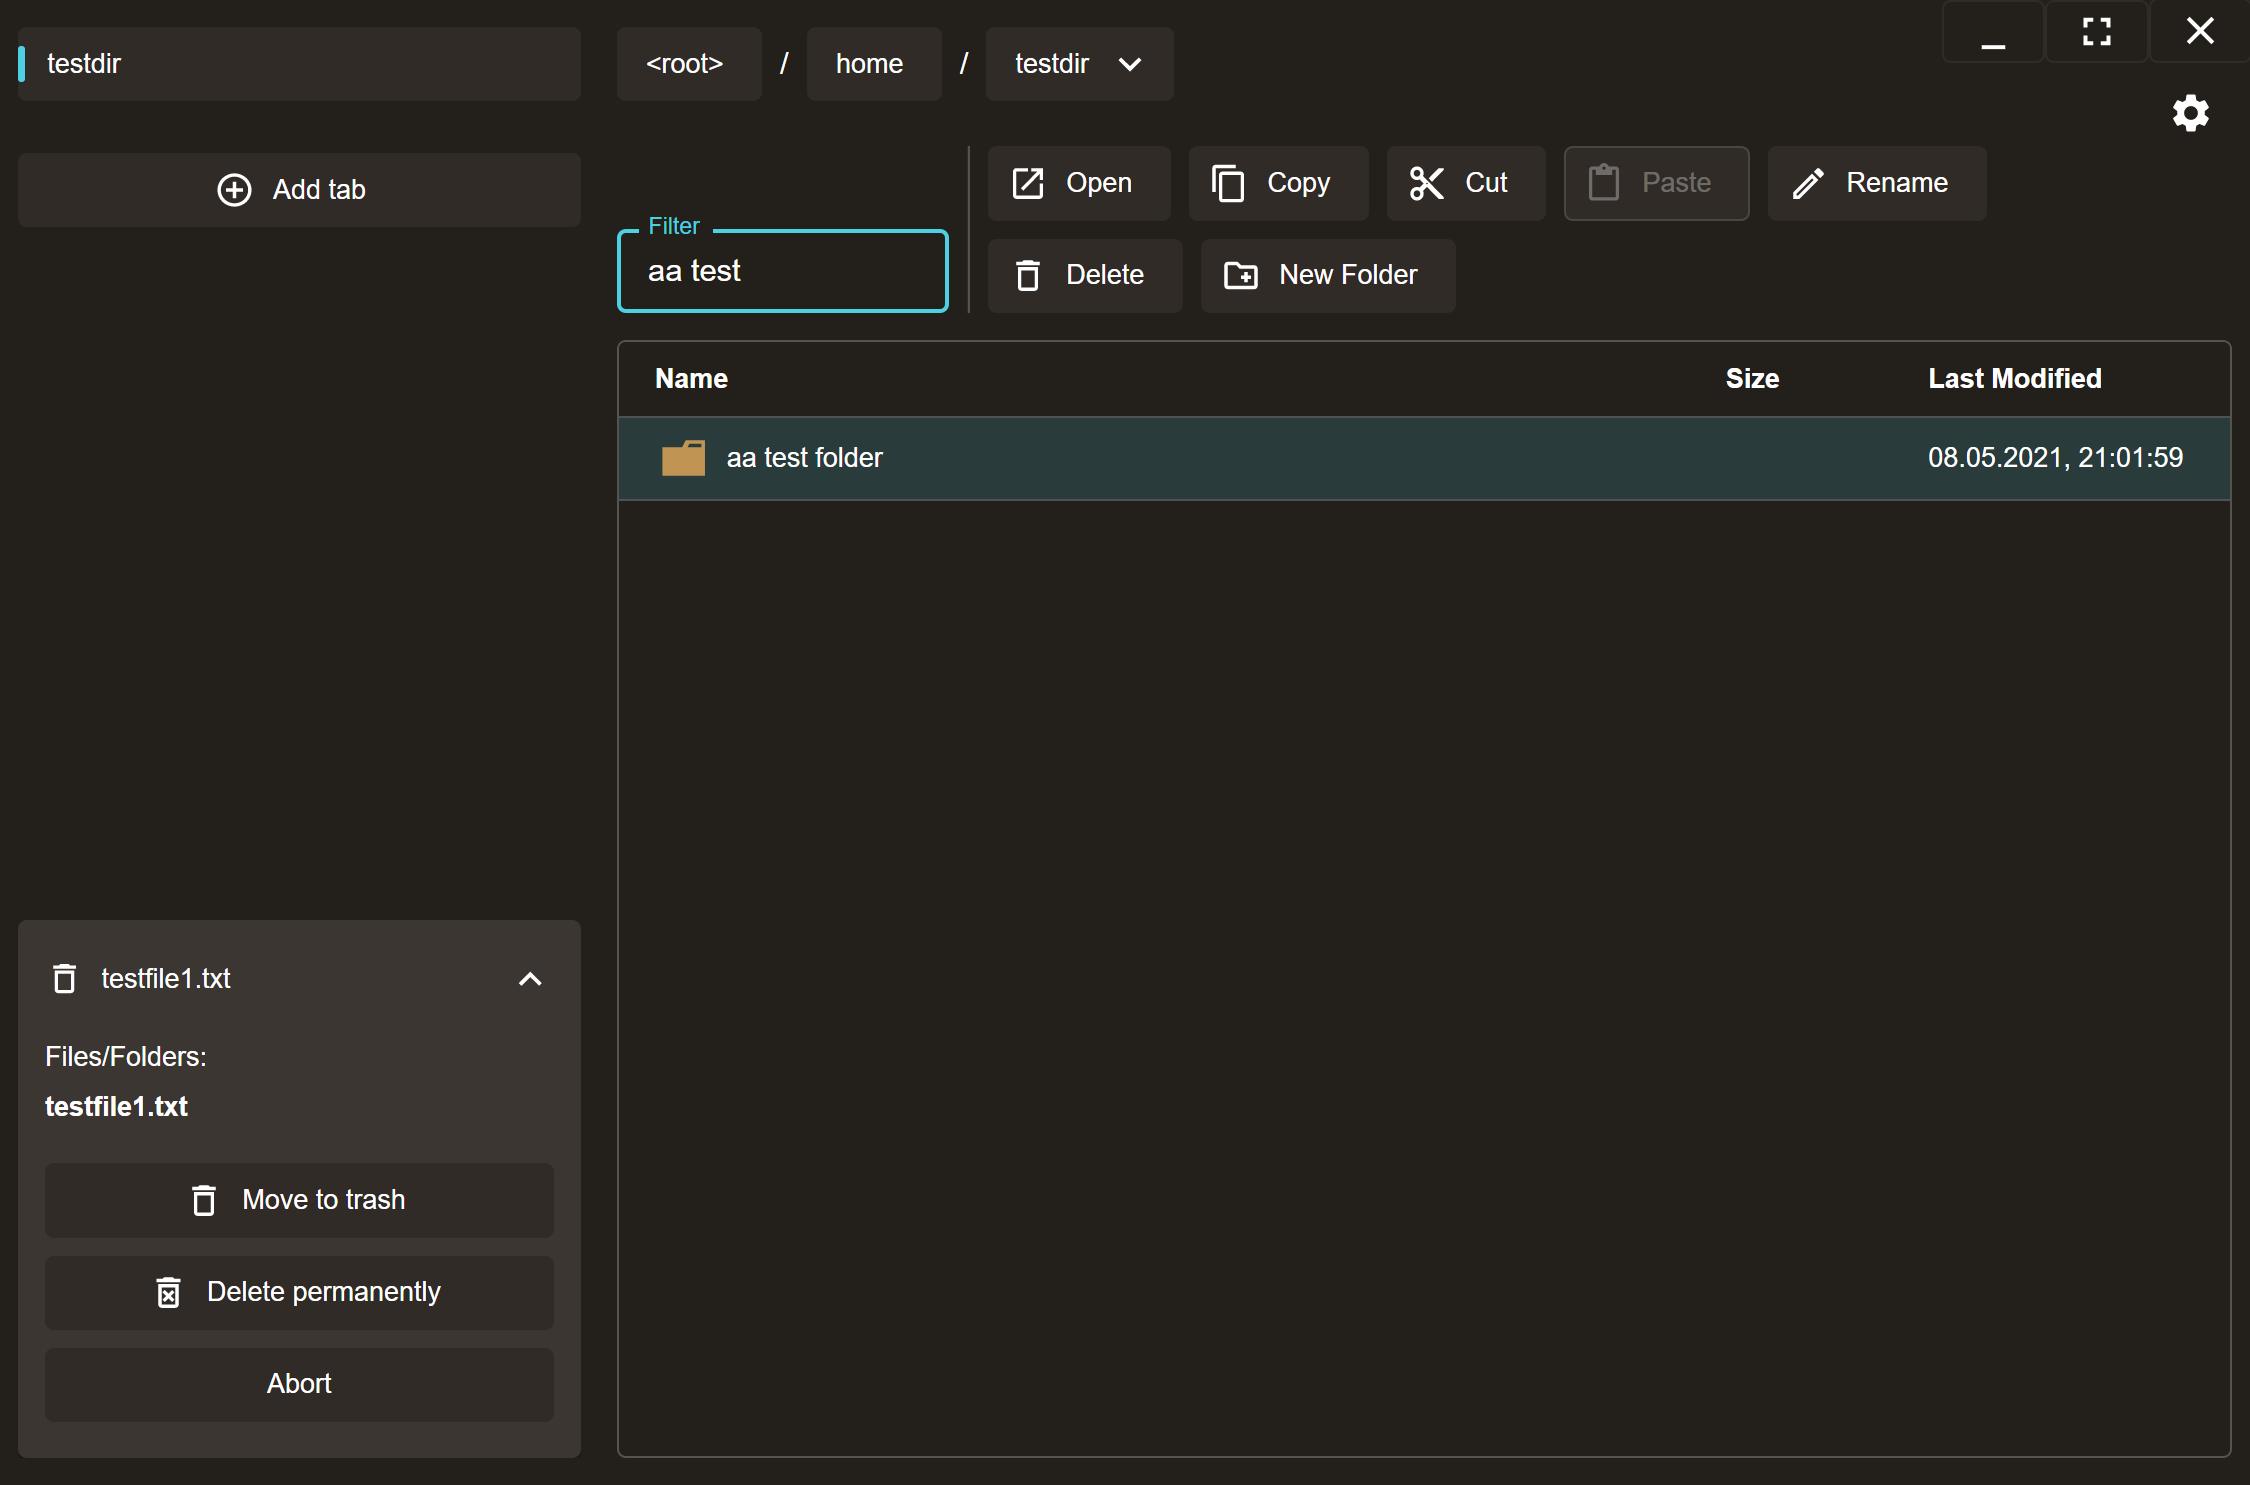 testdir
<root> / home / testdir
Add tab
Filter
aa test
Open Copy Cut Paste Rename
Delete New Folder
Name Size Last Modified
aa test folder 08.05.2021, 21:01:59
testfile1.txt
Files/Folders:
testfile1.txt
Move to trash
Delete permanently
Abort